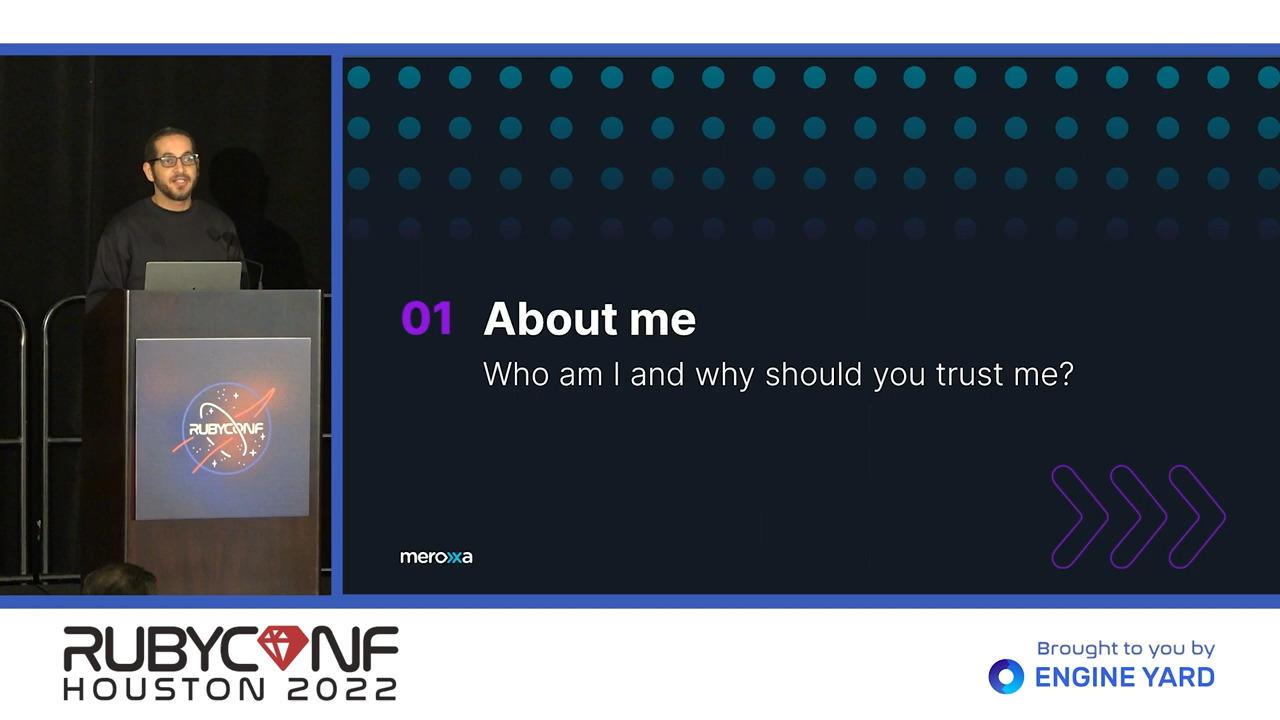 01 About me
Who am I and why should you trust me?
meroxa
RUBYCONF
RUBYCONF
HOUSTON 2022
Brought to you by
ENGINE YARD